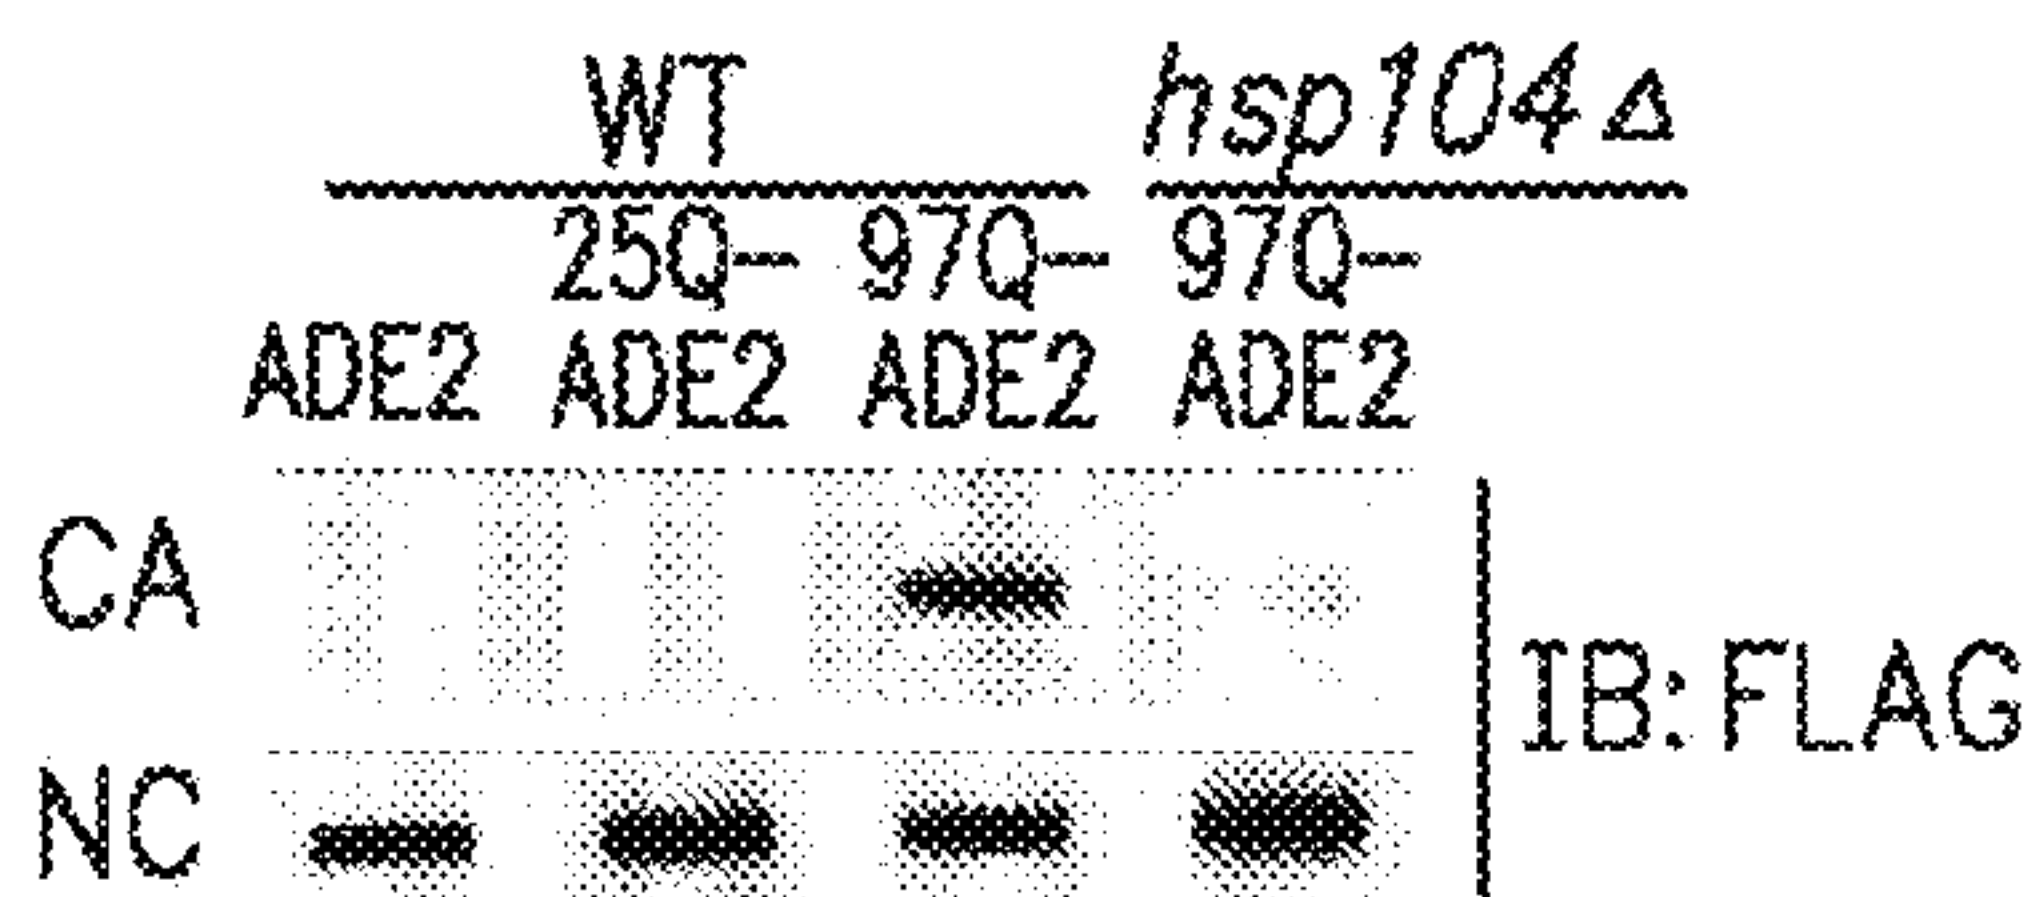 WT hsp104Δ
25Q- 97Q- 97Q-
ADE2 ADE2 ADE2 ADE2
CA
IB: FLAG
NC